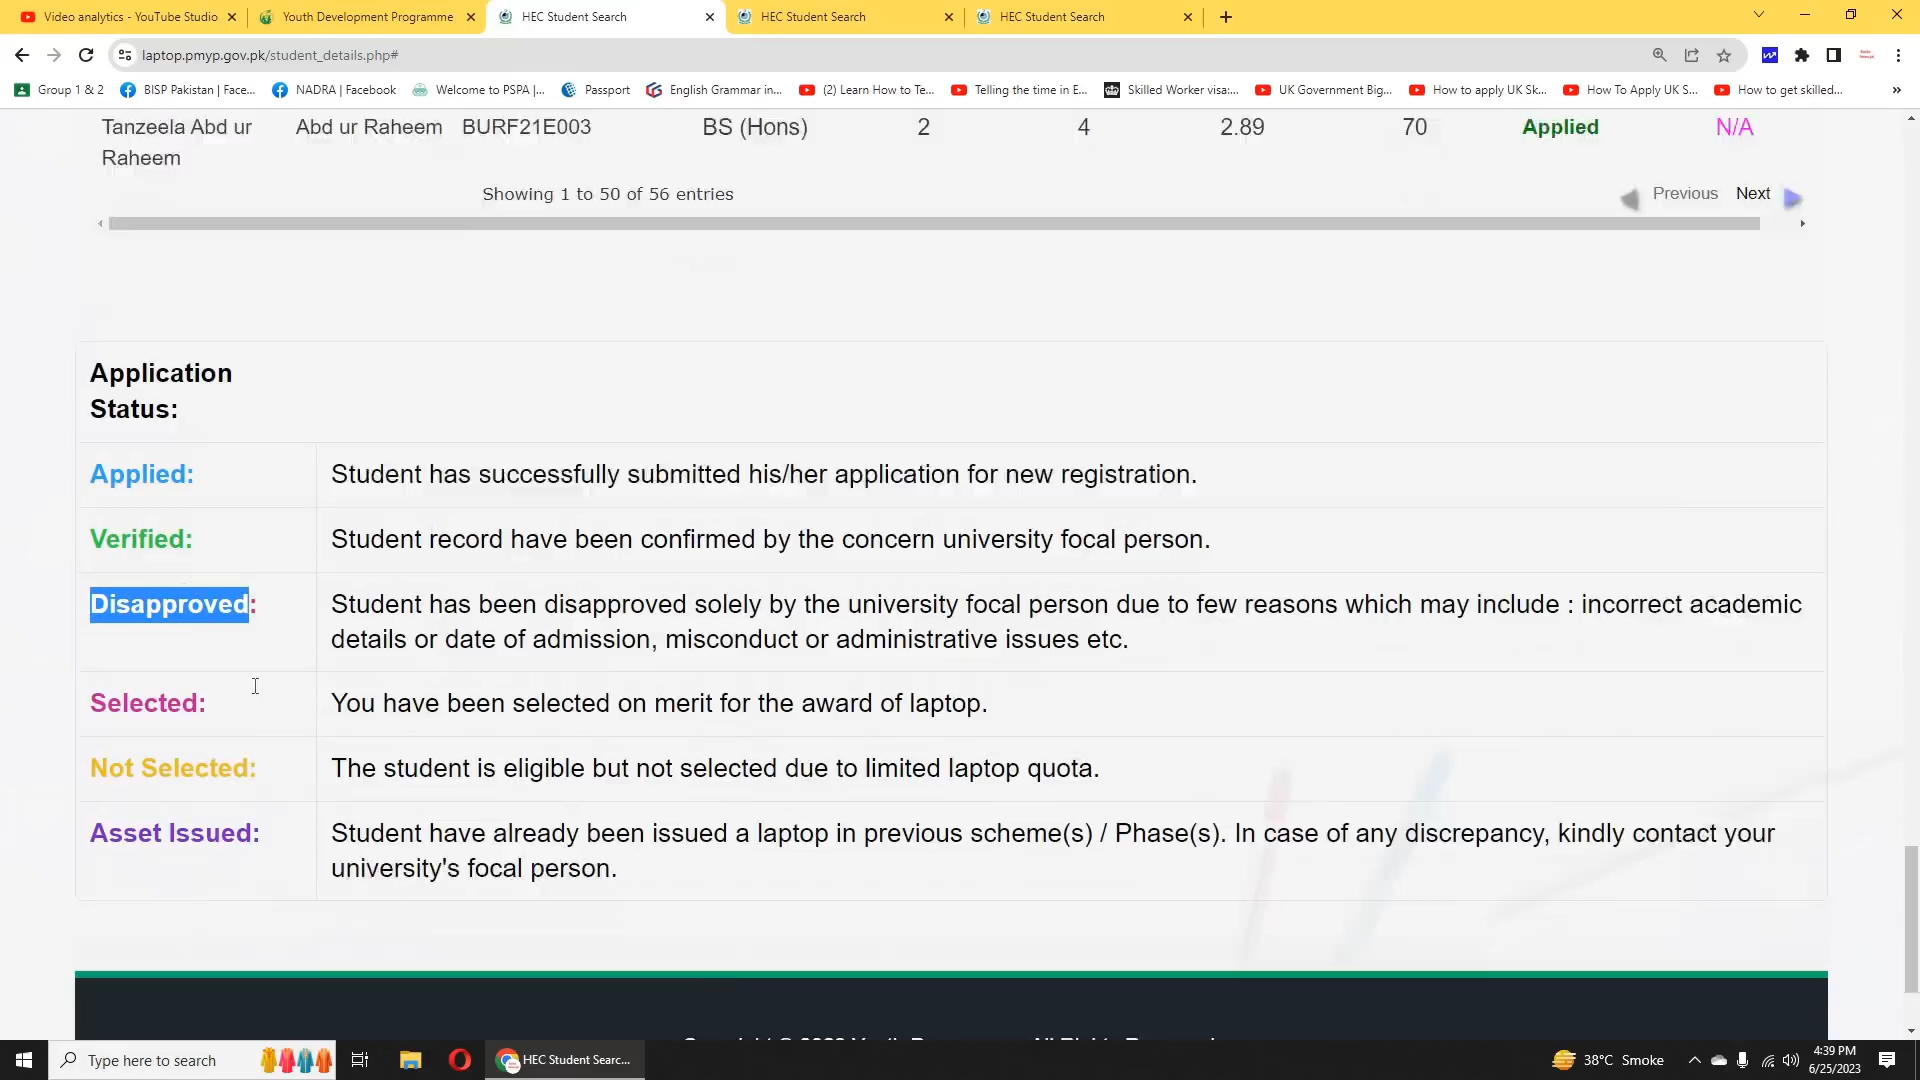 Video analytics - YouTube Studio
Youth Development Programme
HEC Student Search
HEC Student Search
HEC Student Search
laptop.pmyp.gov.pk/student_details.php#
Group 1 & 2
BISP Pakistan | Face...
NADRA | Facebook
Welcome to PSPA |...
Passport
English Grammar in...
(2) Learn How to Te...
Telling the time in E...
Skilled Worker visa:...
UK Government Big...
How to apply UK Sk...
How To Apply UK S...
How to get skilled...
Tanzeela Abd ur Abd ur Raheem BURF21E003 BS (Hons) 2 4 2.89 70 Applied N/A
Raheem
Showing 1 to 50 of 56 entries
Previous Next
Application
Status:
Applied: Student has successfully submitted his/her application for new registration.
Verified: Student record have been confirmed by the concern university focal person.
Disapproved: Student has been disapproved solely by the university focal person due to few reasons which may include : incorrect academic
details or date of admission, misconduct or administrative issues etc.
Selected: You have been selected on merit for the award of laptop.
Not Selected: The student is eligible but not selected due to limited laptop quota.
Asset Issued: Student have already been issued a laptop in previous scheme(s) / Phase(s). In case of any discrepancy, kindly contact your
university's focal person.
Type here to search
HEC Student Searc...
38°C Smoke
4:39 PM
6/25/2023